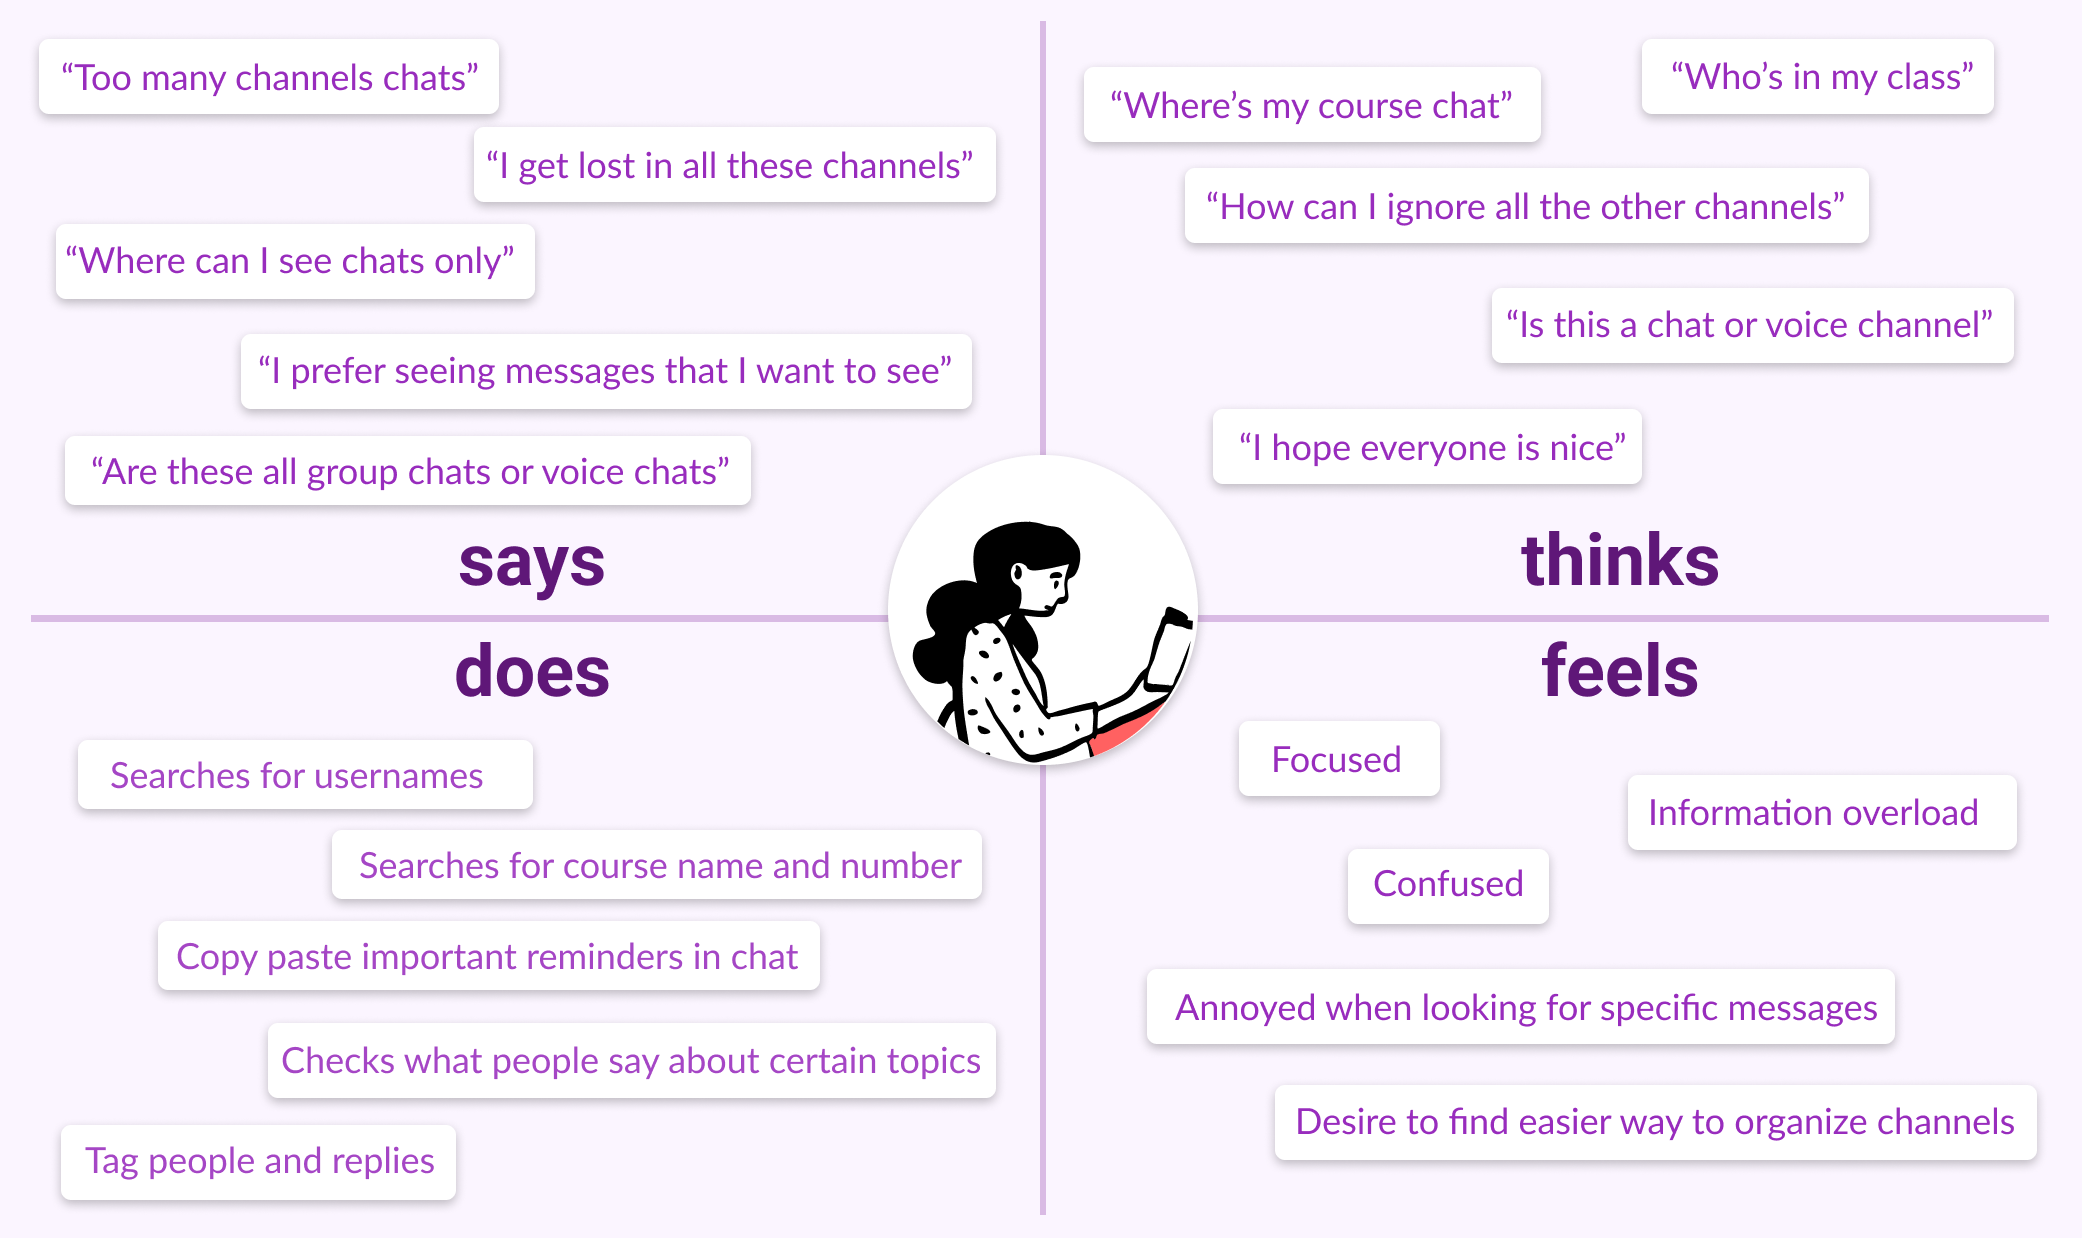 “Too many channels chats”
“I get lost in all these channels”
“Where can I see chats only”
“I prefer seeing messages that I want to see”
“Are these all group chats or voice chats”
says
“Where’s my course chat”
“Who’s in my class”
“How can I ignore all the other channels”
“Is this a chat or voice channel”
“I hope everyone is nice”
thinks
does
Searches for usernames
Searches for course name and number
Copy paste important reminders in chat
Checks what people say about certain topics
Tag people and replies
feels
Focused
Information overload
Confused
Annoyed when looking for specific messages
Desire to find easier way to organize channels